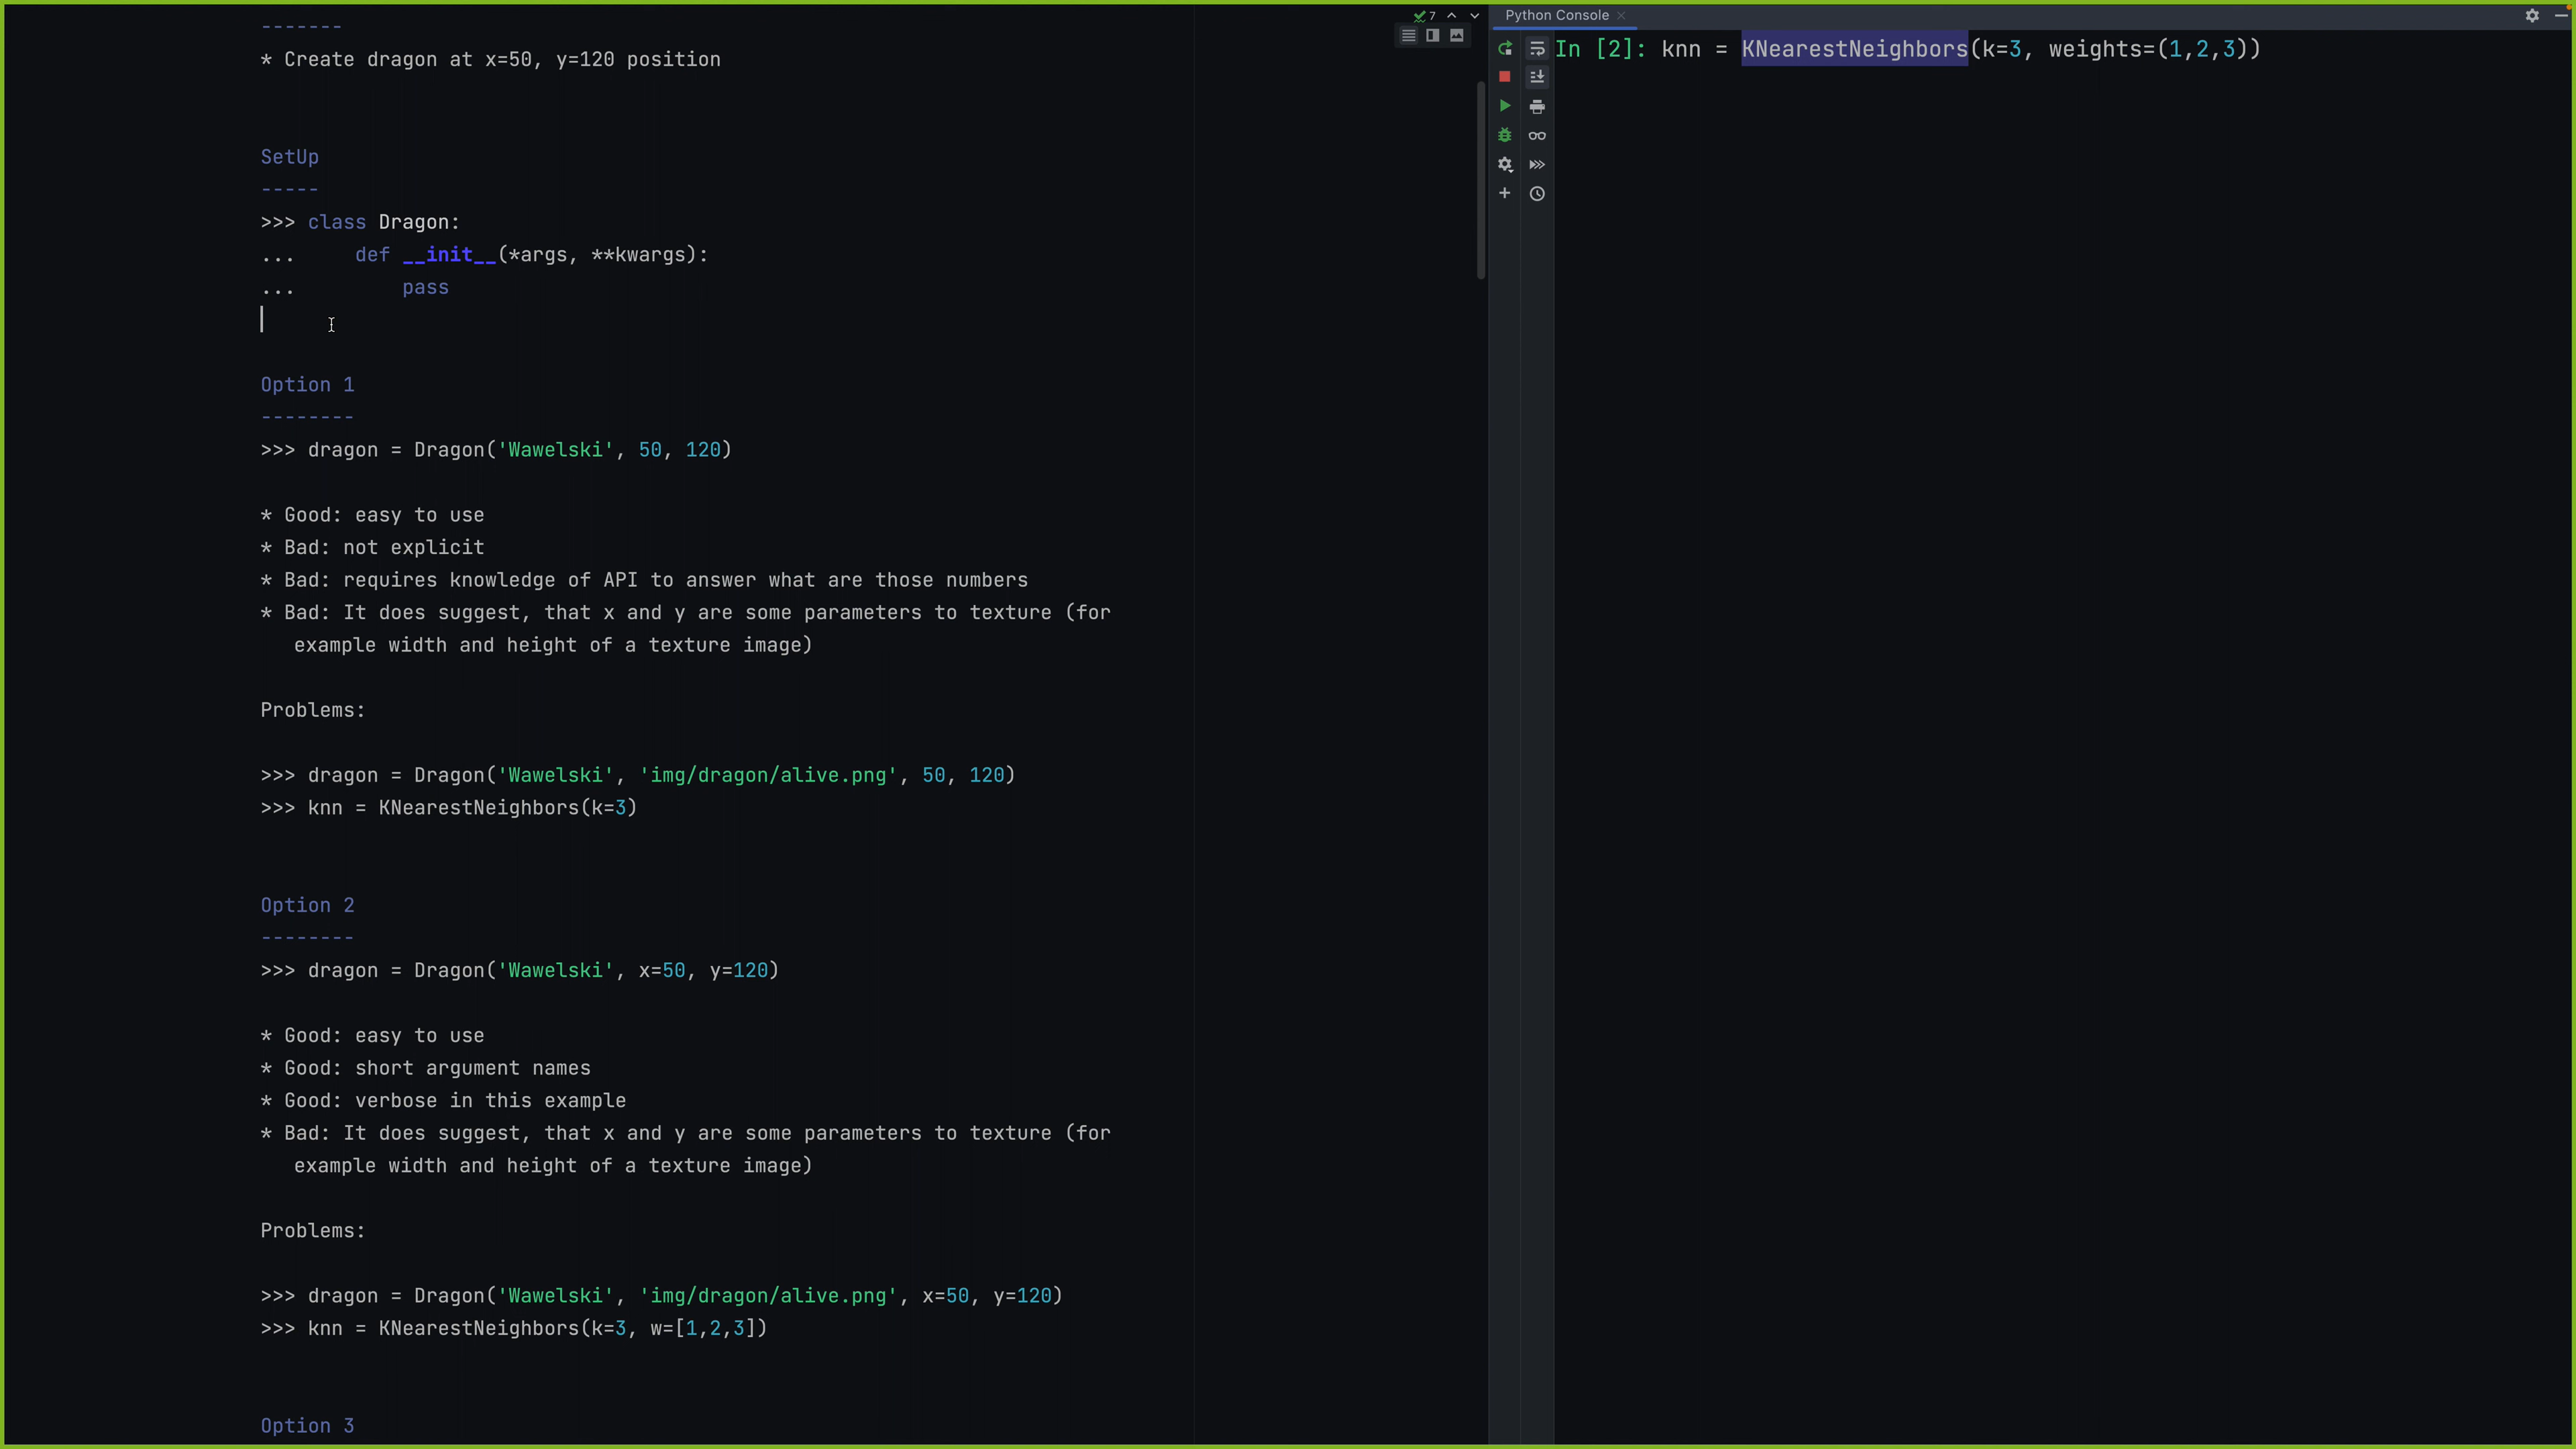 -------
* Create dragon at x=50, y=120 position
SetUp
-----
>>> class Dragon:
...     def __init__(*args, **kwargs):
...         pass
Option 1
--------
>>> dragon = Dragon('Wawelski', 50, 120)
* Good: easy to use
* Bad: not explicit
* Bad: requires knowledge of API to answer what are those numbers
* Bad: It does suggest, that x and y are some parameters to texture (for
example width and height of a texture image)
Problems:
>>> dragon = Dragon('Wawelski', 'img/dragon/alive.png', 50, 120)
>>> knn = KNearestNeighbors(k=3)
Option 2
--------
>>> dragon = Dragon('Wawelski', x=50, y=120)
* Good: easy to use
* Good: short argument names
* Good: verbose in this example
* Bad: It does suggest, that x and y are some parameters to texture (for
example width and height of a texture image)
Problems:
>>> dragon = Dragon('Wawelski', 'img/dragon/alive.png', x=50, y=120)
>>> knn = KNearestNeighbors(k=3, w=[1,2,3])
Option 3
7
Python Console
In [2]: knn = KNearestNeighbors(k=3, weights=(1,2,3))